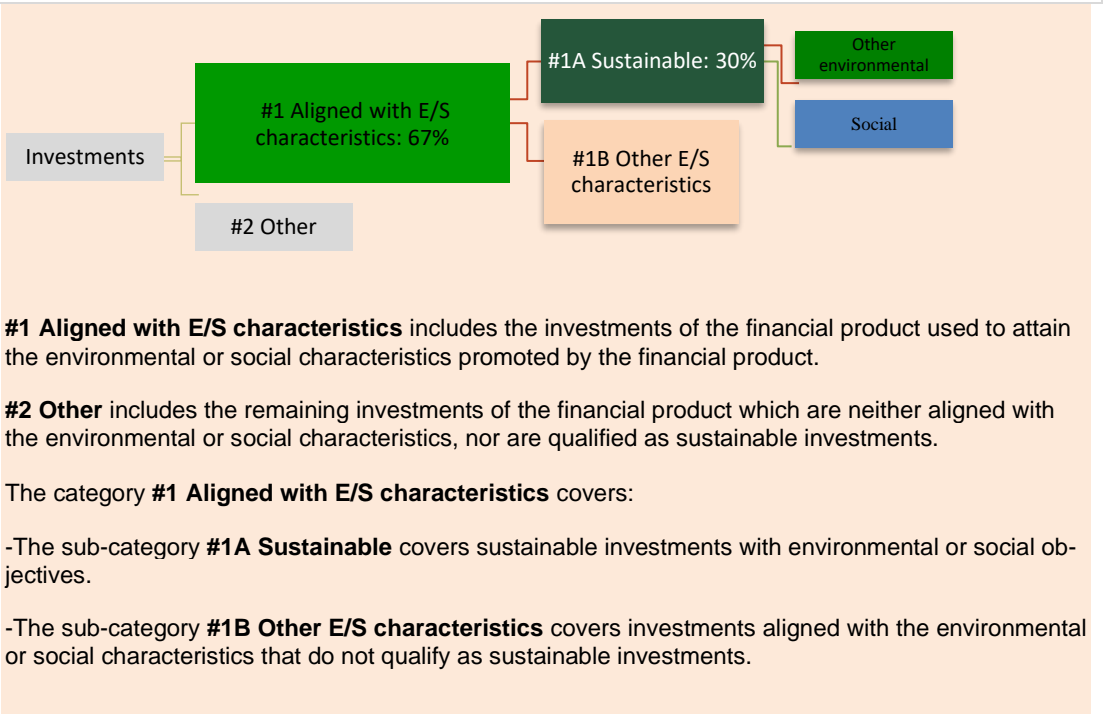 Other
environmental
#1A Sustainable: 30%
#1 Aligned with E/S
characteristics: 67%
Social
Investments
#1B Other E/S
characteristics
#2 Other
#1 Aligned with E/S characteristics includes the investments of the financial product used to attain
the environmental or social characteristics promoted by the financial product.
#2 Other includes the remaining investments of the financial product which are neither aligned with
the environmental or social characteristics, nor are qualified as sustainable investments.
The category #1 Aligned with E/S characteristics covers:
-The sub-category #1A Sustainable covers sustainable investments with environmental or social ob-
jectives.
-The sub-category #1B Other E/S characteristics covers investments aligned with the environmental
or social characteristics that do not qualify as sustainable investments.